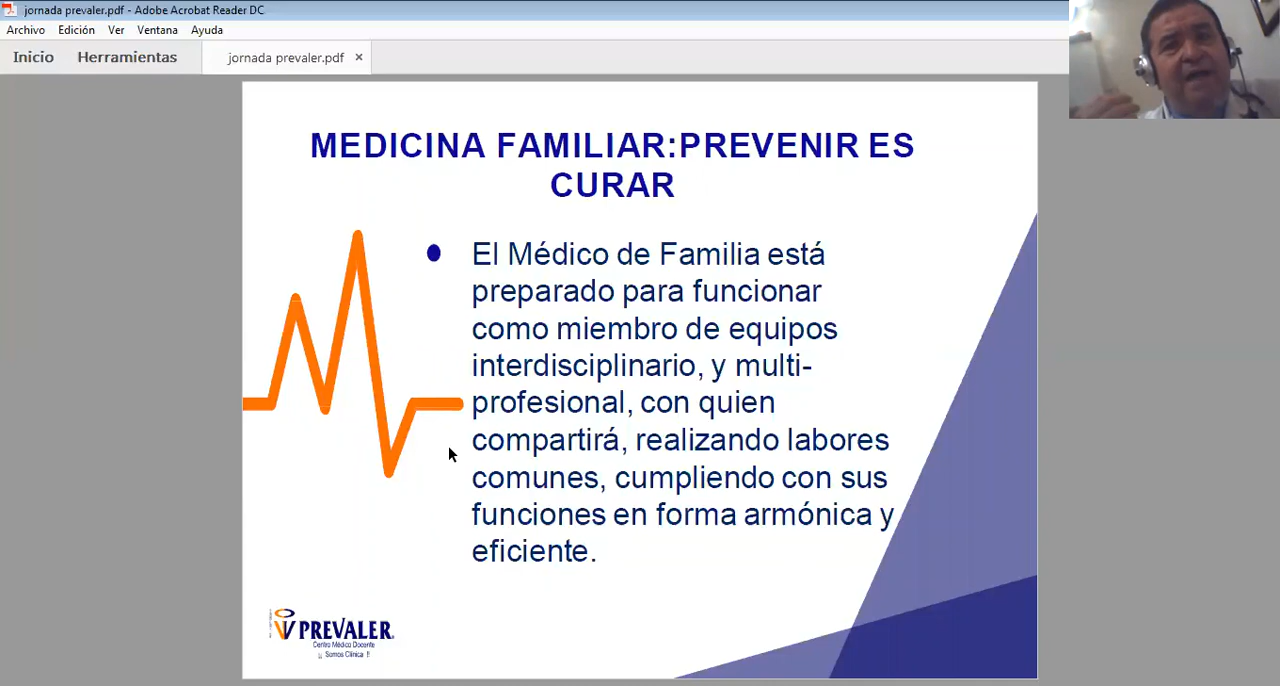 jornada prevaler.pdf - Adobe Acrobat Reader DC
Archivo Edición Ver Ventana Ayuda
Inicio Herramientas jornada prevaler.pdf ×
MEDICINA FAMILIAR:PREVENIR ES
CURAR
El Médico de Familia está
preparado para funcionar
como miembro de equipos
interdisciplinario, y multi-
profesional, con quien
compartirá, realizando labores
comunes, cumpliendo con sus
funciones en forma armónica y
eficiente.
PREVALER
Centro Médico Docente
¡¡ Somos Clínica !!